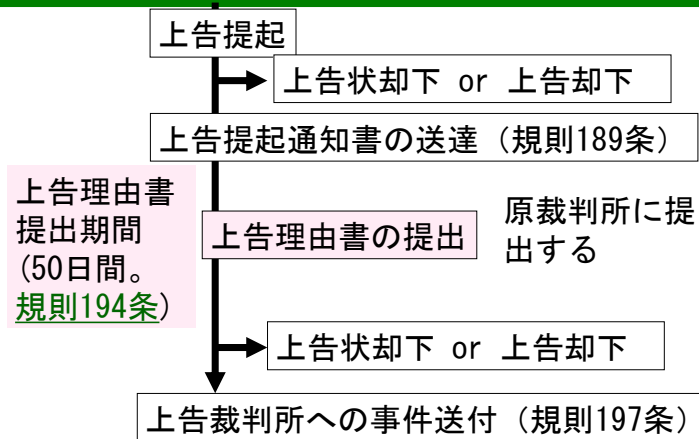 上告提起
上告状却下 or 上告却下
上告提起通知書の送達（規則189条）
上告理由書
提出期間
(50日間。
規則194条)
上告理由書の提出
原裁判所に提
出する
上告状却下 or 上告却下
上告裁判所への事件送付（規則197条）